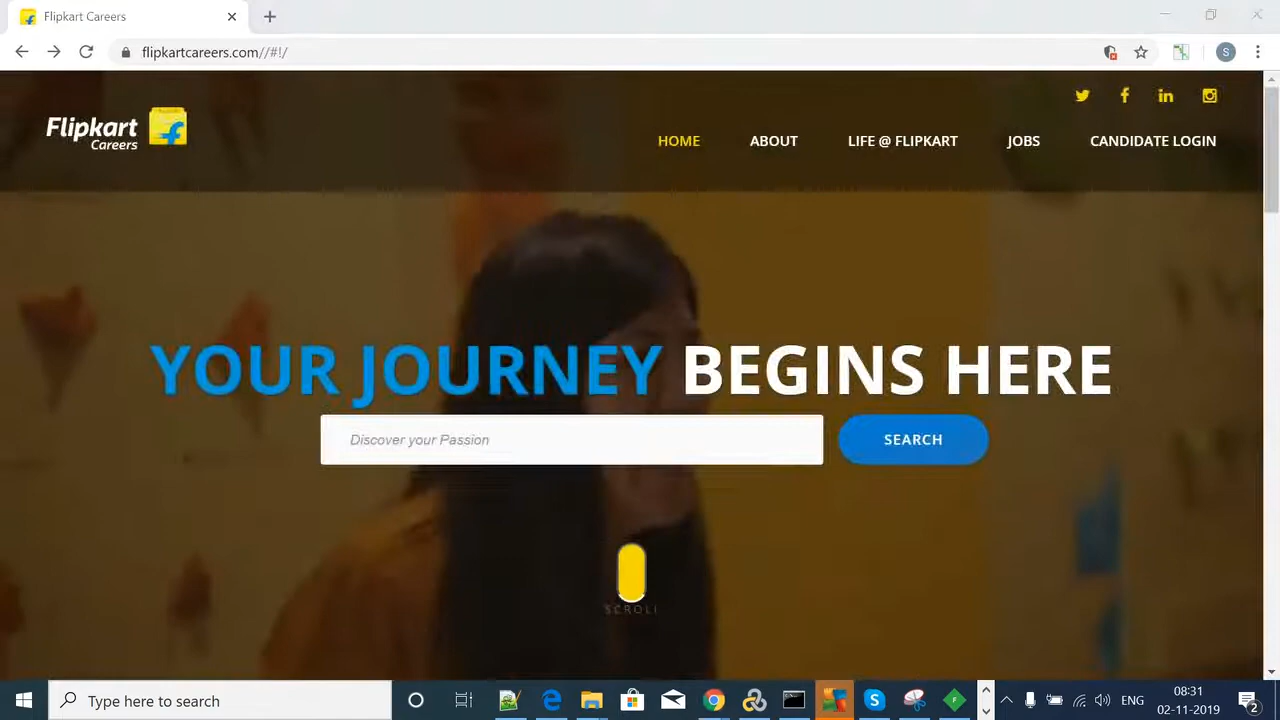 Flipkart Careers
flipkartcareers.com//#!/
S
Flipkart
Careers
HOME
ABOUT
LIFE @ FLIPKART
JOBS
CANDIDATE LOGIN
YOUR JOURNEY BEGINS HERE
Discover your Passion
SEARCH
SCROLL
Type here to search
ENG
08:31
02-11-2019
2